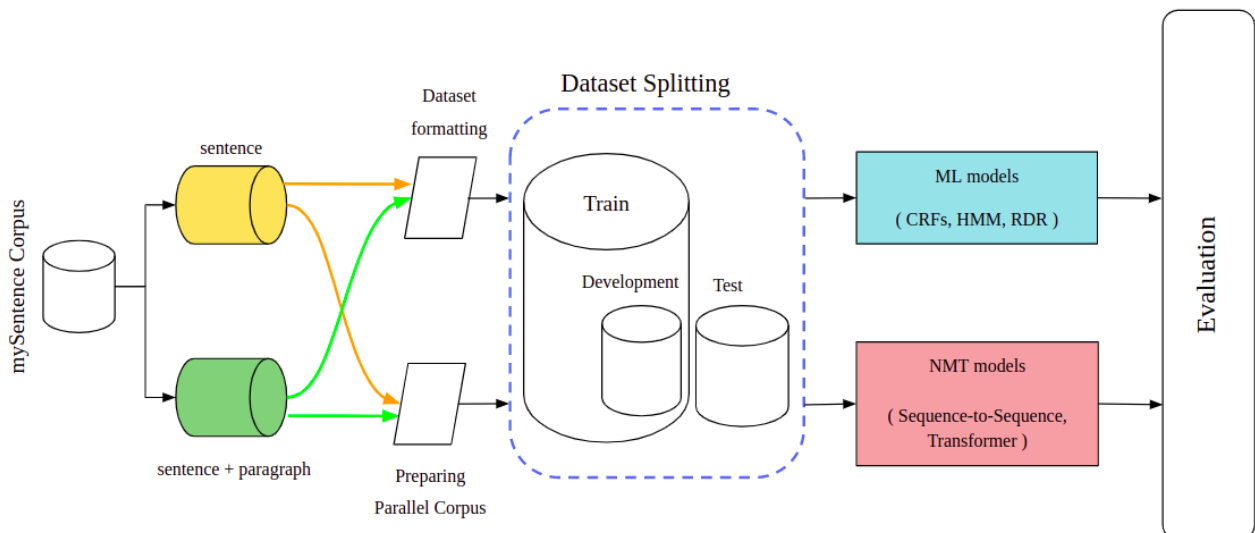 mySentence Corpus
sentence
sentence + paragraph
Dataset
formatting
Preparing
Parallel Corpus
Dataset Splitting
Train
Development
Test
ML models
( CRFs, HMM, RDR )
NMT models
( Sequence-to-Sequence,
Transformer )
Evaluation